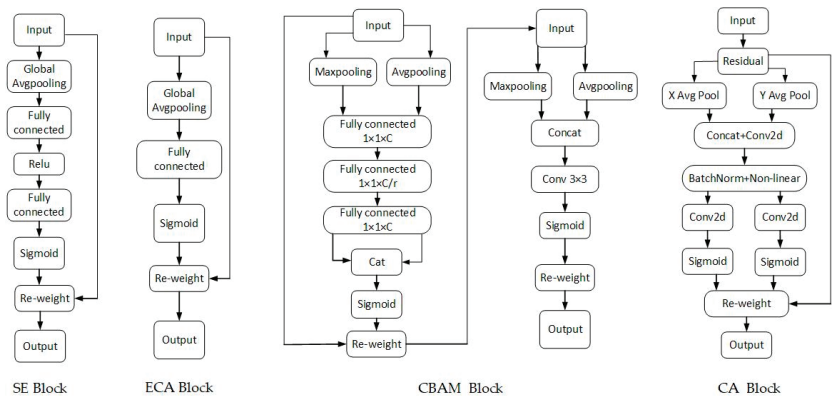 Input
Global
Avgpooling
Fully
connected
Relu
Fully
connected
Sigmoid
Re-weight
Output
SE Block
Input
Global
Avgpooling
Fully
connected
Sigmoid
Re-weight
Output
ECA Block
Input
Maxpooling
Avgpooling
Fully connected
1×1×C
Fully connected
1×1×C/r
Fully connected
1×1×C
Cat
Sigmoid
Re-weight
Input
Maxpooling
Avgpooling
Concat
Conv 3×3
Sigmoid
Re-weight
Output
CBAM Block
Input
Residual
X Avg Pool
Y Avg Pool
Concat+Conv2d
BatchNorm+Non-linear
Conv2d
Conv2d
Sigmoid
Sigmoid
Re-weight
Output
CA Block